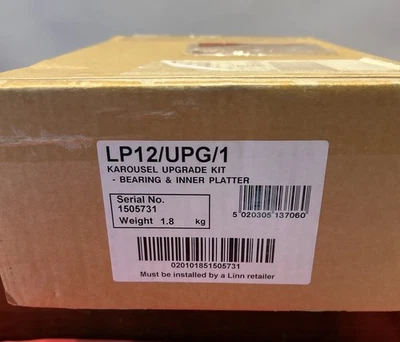 LP12/UPG/1
KAROUSEL UPGRADE KIT
- BEARING & INNER PLATTER
Serial No.
1505731
Weight 1.8 kg
5 020305 137060
020101851505731
Must be installed by a Linn retailer